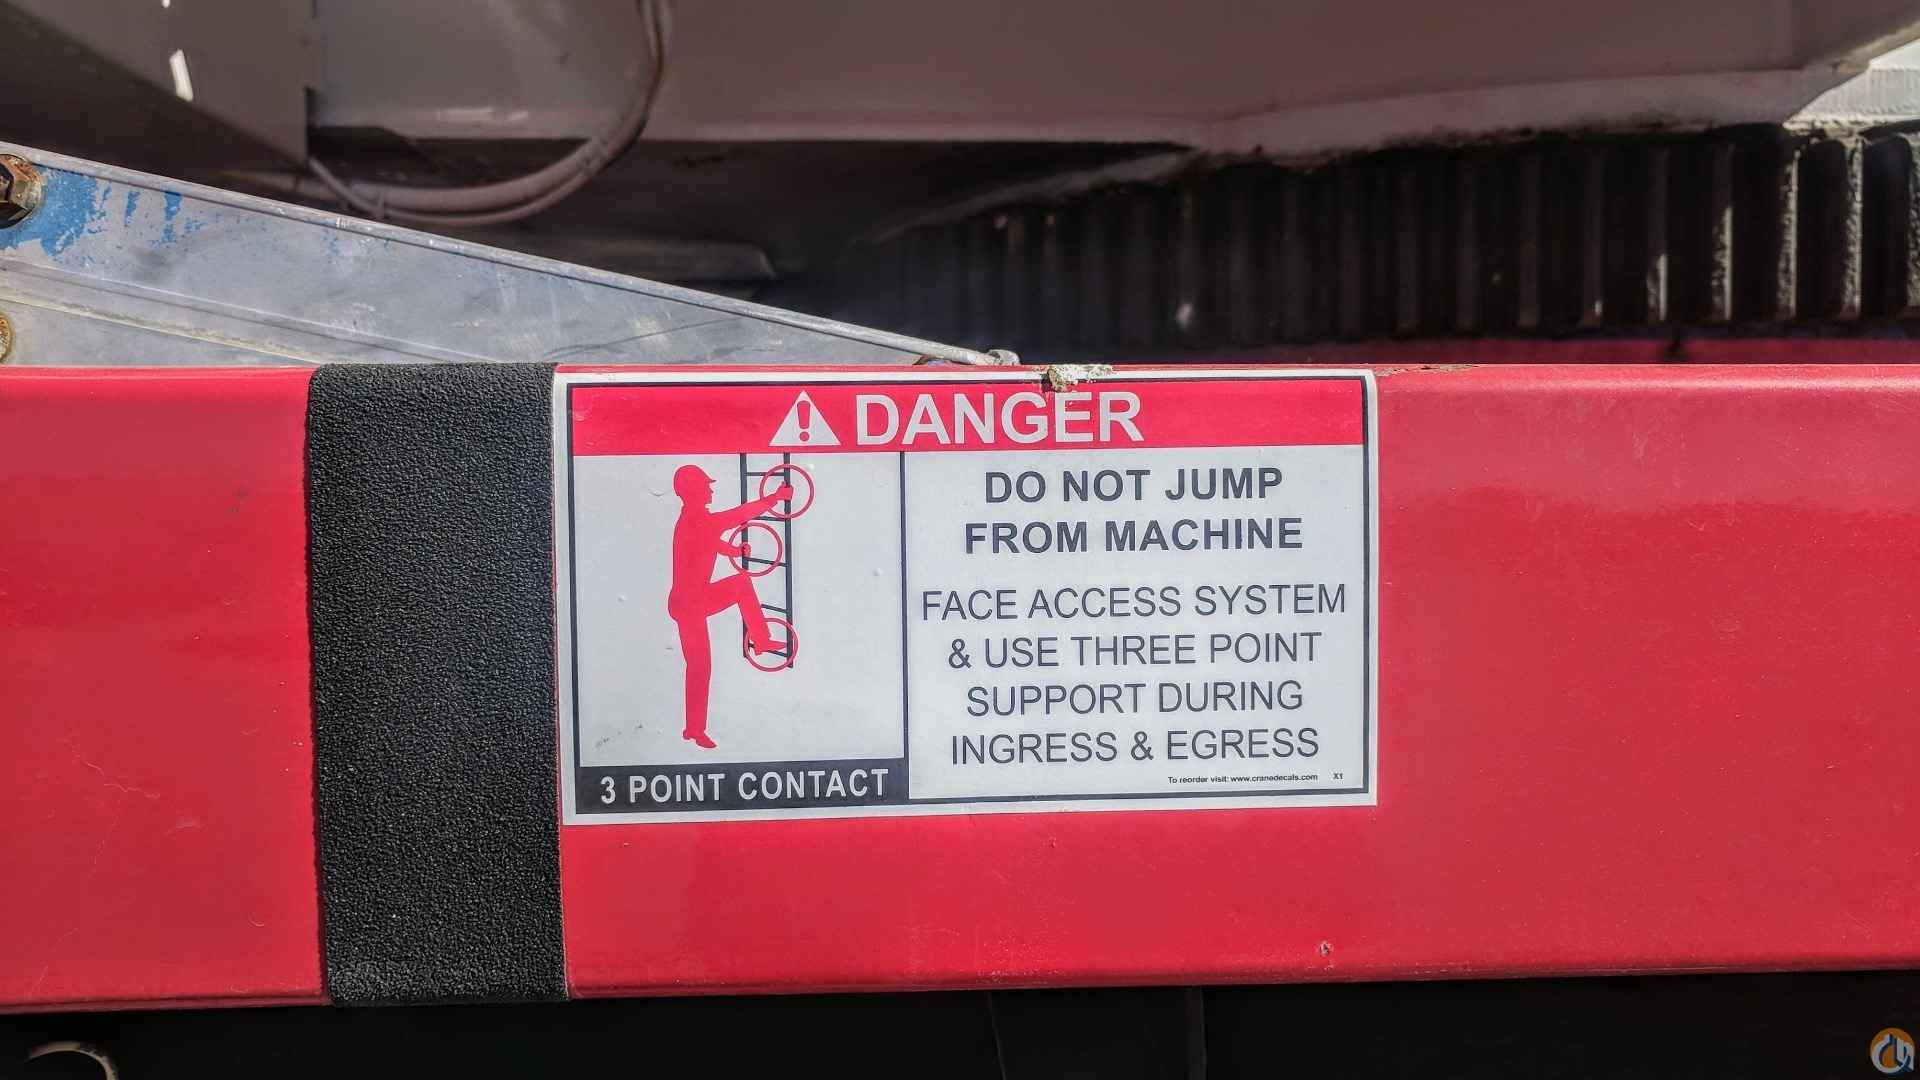 DANGER
DO NOT JUMP
FROM MACHINE
FACE ACCESS SYSTEM
& USE THREE POINT
SUPPORT DURING
INGRESS & EGRESS
To reorder visit: www.cranedecals.com X1
3 POINT CONTACT